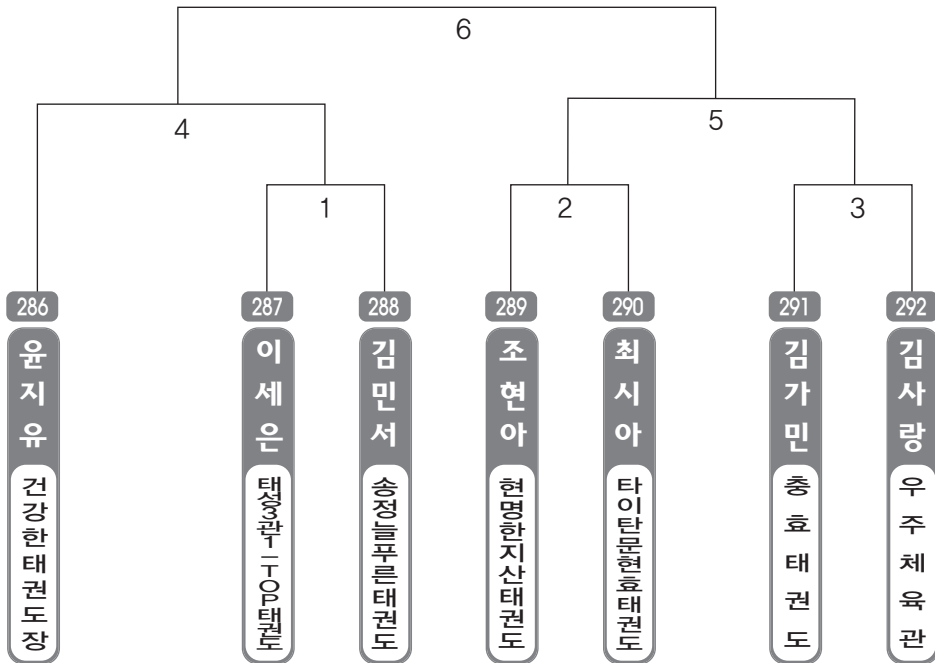 6
4
5
1
2
3
286
287
288
289
290
291
292
윤지유
이세은
김민서
조현아
최시아
김가민
김사랑
건강한태권도장
태성3관1-TOP태권도
송정늘푸른태권도
현명한지산태권도
타이탄문현효태권도
충효태권도
우주체육관